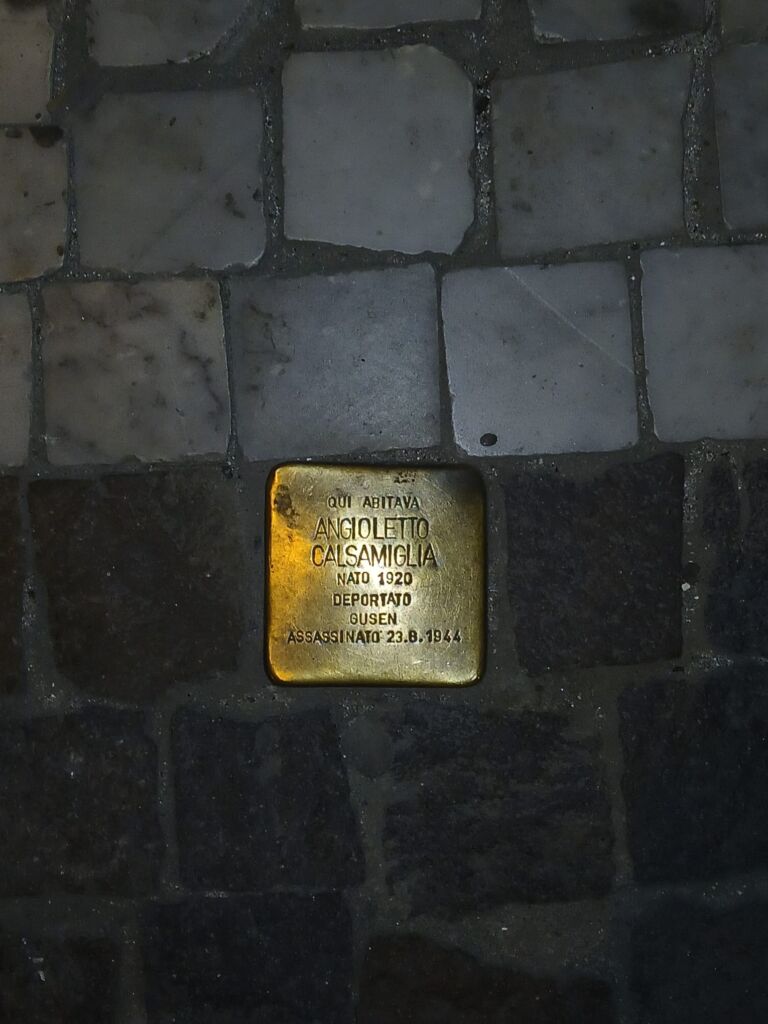 QUI ABITAVA
ANGIOLETTO
CALSAMIGLIA
NATO 1920
DEPORTATO
GUSEN
ASSASSINATO 23.8.1944